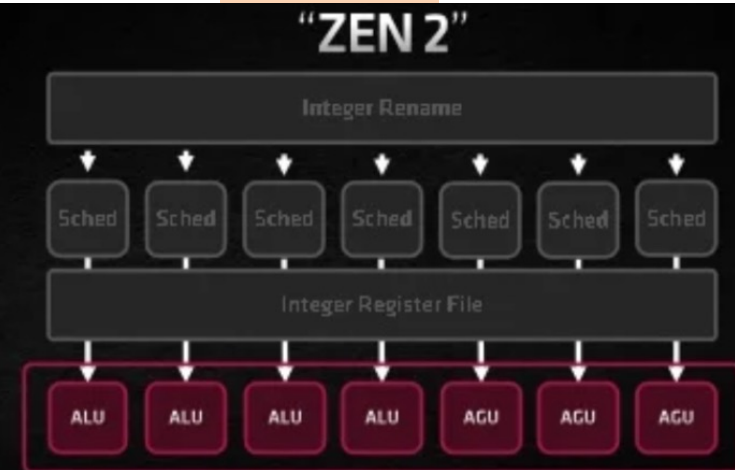 “ZEN 2”
Integer Rename
Sched Sched Sched Sched Sched Sched Sched
Integer Register File
ALU ALU ALU ALU AGU AGU AGU